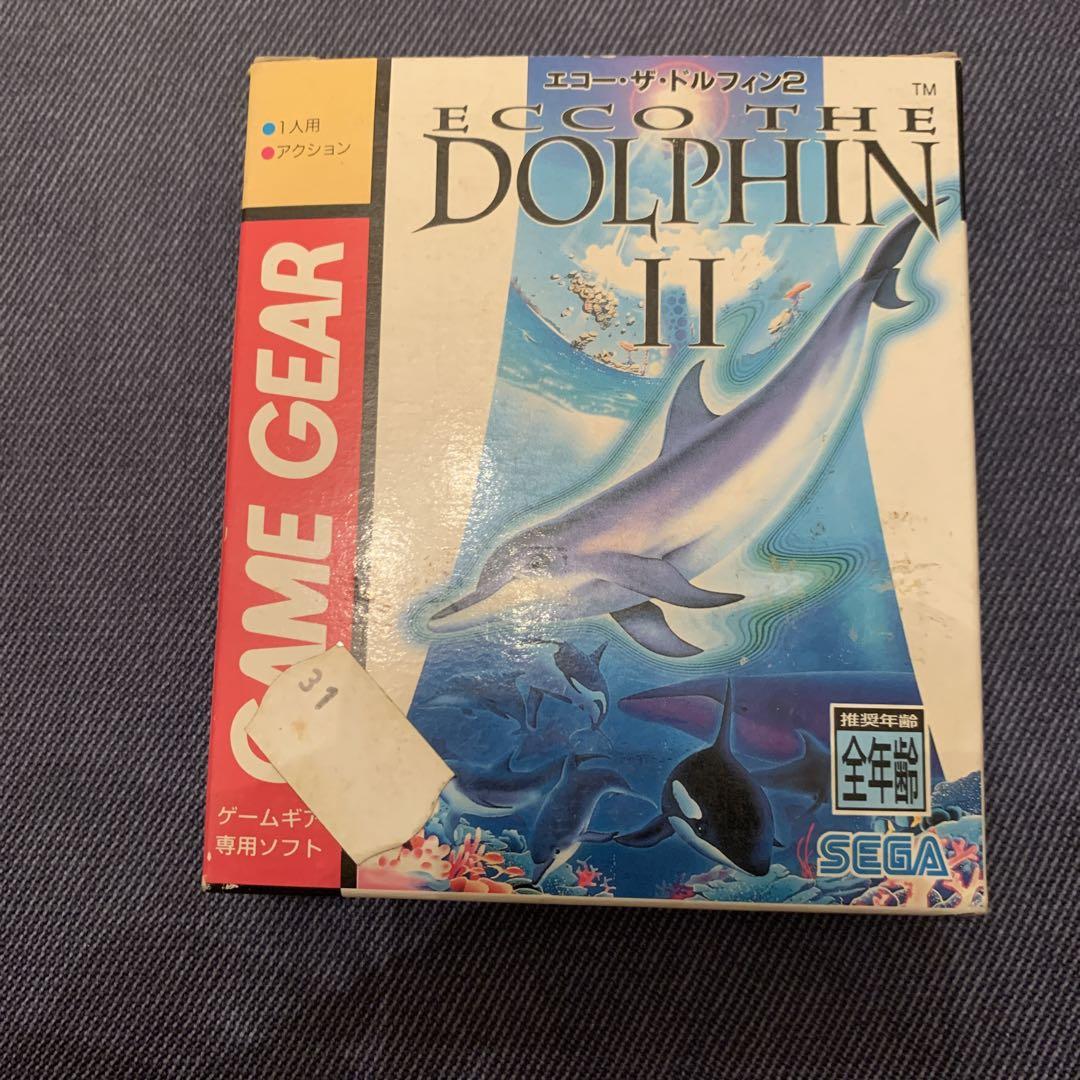 ●1人用
●アクション
エコー・ザ・ドルフィン2
TM
ECCO THE
DOLPHIN
II
GAME GEAR
31
推奨年齢
全年齢
ゲームギア
専用ソフト
SEGA